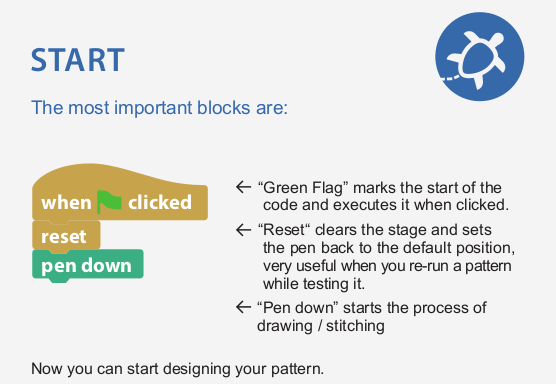 START
The most important blocks are:
when clicked
reset
pen down
← “Green Flag” marks the start of the
code and executes it when clicked.
← “Reset“ clears the stage and sets
the pen back to the default position,
very useful when you re-run a pattern
while testing it.
← “Pen down” starts the process of
drawing / stitching
Now you can start designing your pattern.